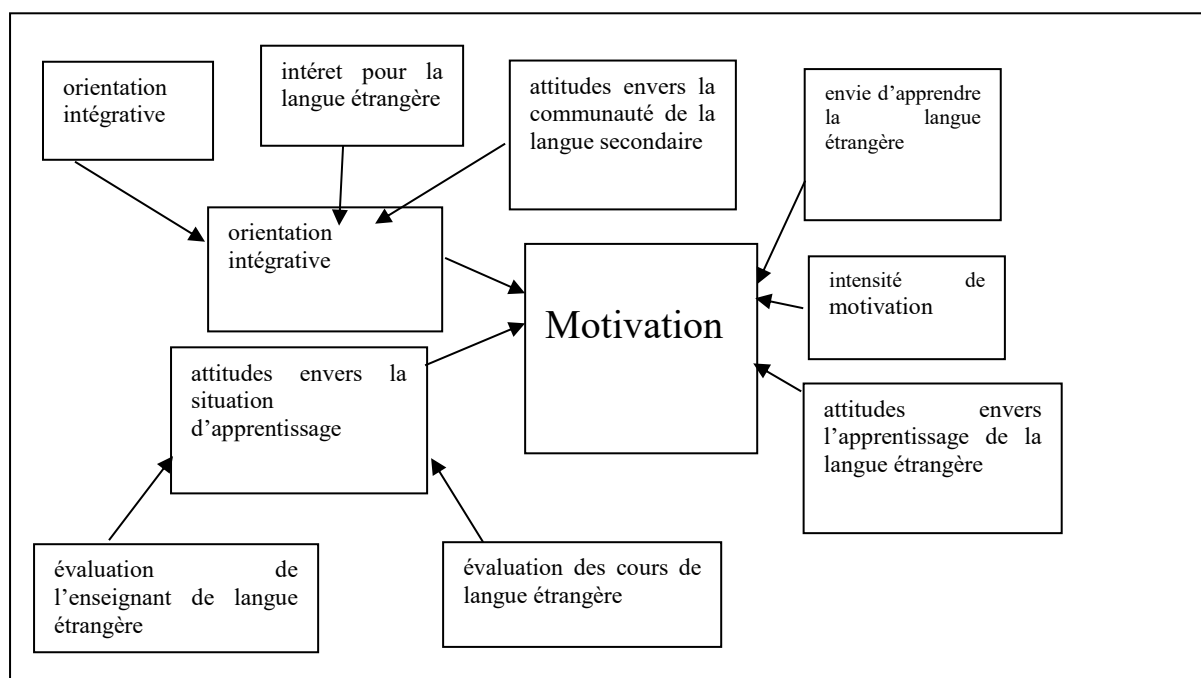 orientation
intégrative
intéret pour la
langue étrangère
attitudes envers la
communauté de la
langue secondaire
envie d’apprendre
la langue
étrangère
orientation
intégrative
Motivation
intensité de
motivation
attitudes envers la
situation
d’apprentissage
attitudes envers
l’apprentissage de la
langue étrangère
évaluation de
l’enseignant de langue
étrangère
évaluation des cours de
langue étrangère